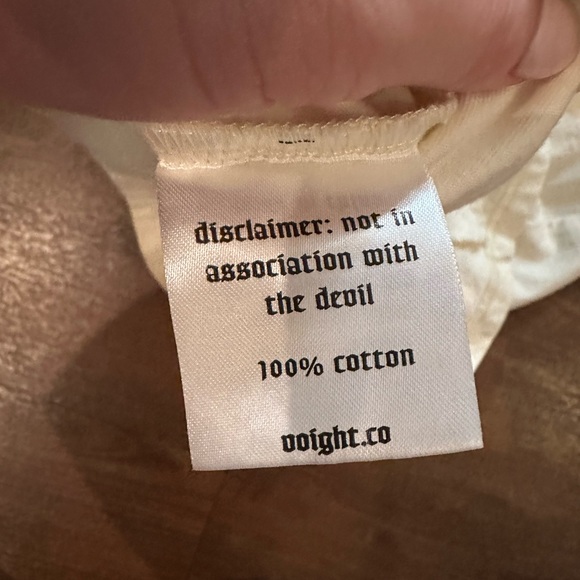 disclaimer: not in
association with
the devil
100% cotton
voight.co